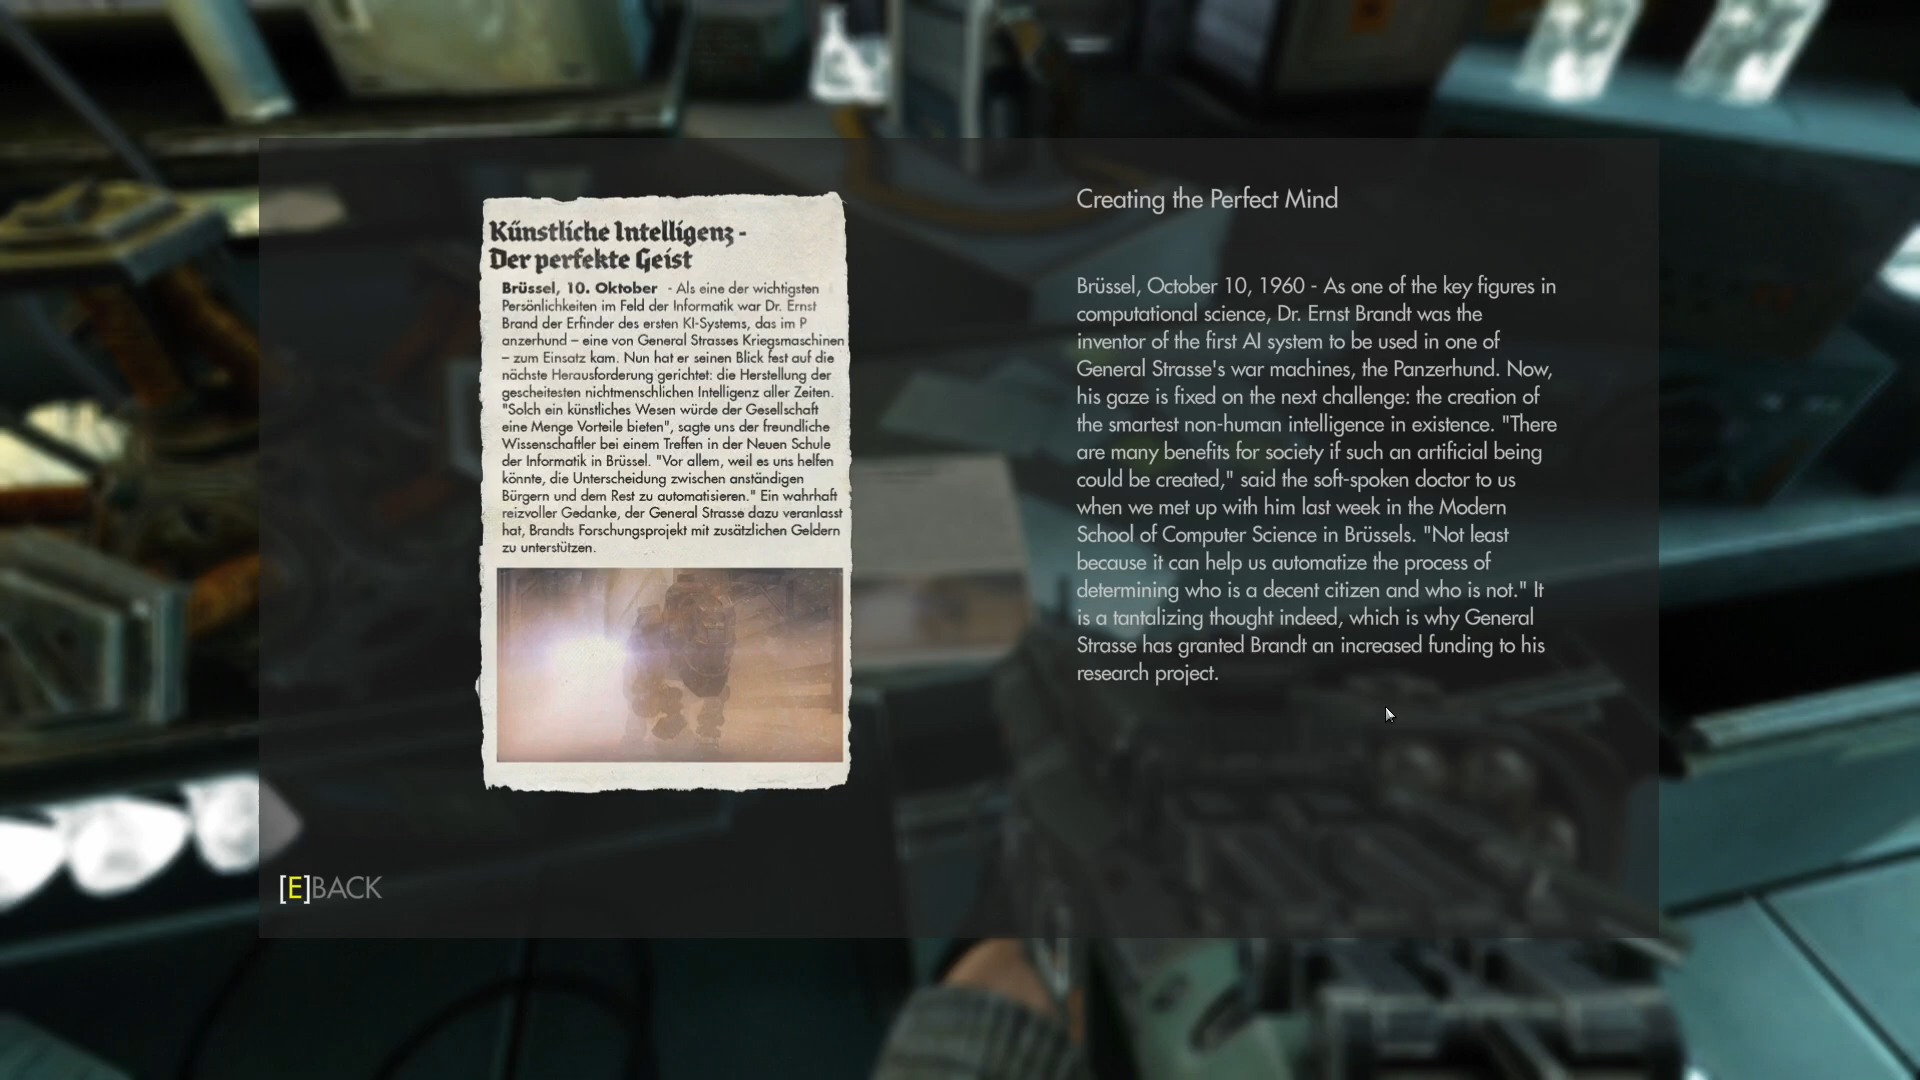 Künstliche Intelligenz -
Der perfekte Geist
Brüssel, 10. Oktober - Als eine der wichtigsten
Persönlichkeiten im Feld der Informatik war Dr. Ernst
Brand der Erfinder des ersten KI-Systems, das im P
anzerhund – eine von General Strasses Kriegsmaschinen
– zum Einsatz kam. Nun hat er seinen Blick fest auf die
nächste Herausforderung gerichtet: die Herstellung der
gescheitesten nichtmenschlichen Intelligenz aller Zeiten.
"Solch ein künstliches Wesen würde der Gesellschaft
eine Menge Vorteile bieten", sagte uns der freundliche
Wissenschaftler bei einem Treffen in der Neuen Schule
der Informatik in Brüssel. "Vor allem, weil es uns helfen
könnte, die Unterscheidung zwischen anständigen
Bürgern und dem Rest zu automatisieren." Ein wahrhaft
reizvoller Gedanke, der General Strasse dazu veranlasst
hat, Brandts Forschungsprojekt mit zusätzlichen Geldern
zu unterstützen.
Creating the Perfect Mind
Brüssel, October 10, 1960 - As one of the key figures in
computational science, Dr. Ernst Brandt was the
inventor of the first AI system to be used in one of
General Strasse's war machines, the Panzerhund. Now,
his gaze is fixed on the next challenge: the creation of
the smartest non-human intelligence in existence. "There
are many benefits for society if such an artificial being
could be created," said the soft-spoken doctor to us
when we met up with him last week in the Modern
School of Computer Science in Brüssels. "Not least
because it can help us automatize the process of
determining who is a decent citizen and who is not." It
is a tantalizing thought indeed, which is why General
Strasse has granted Brandt an increased funding to his
research project.
[E]BACK